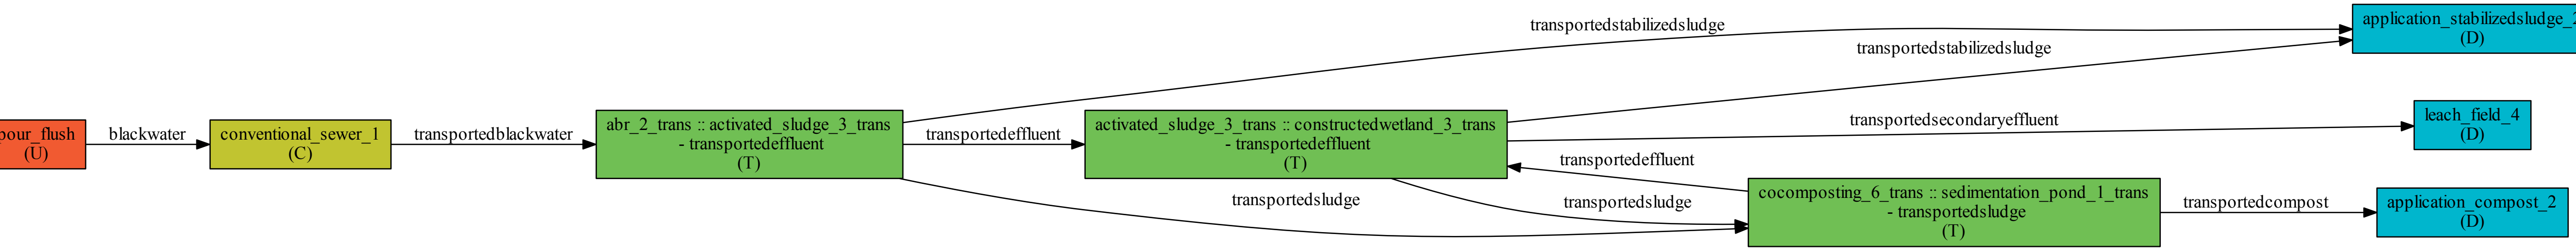 transportedstabilizedsludge
application_stabilizedsludge_2
(D)
transportedstabilizedsludge
pour_flush
(U)
blackwater
conventional_sewer_1
(C)
transportedblackwater
abr_2_trans :: activated_sludge_3_trans
- transportedeffluent
(T)
transportedeffluent
activated_sludge_3_trans :: constructedwetland_3_trans
- transportedeffluent
(T)
transportedsecondaryeffluent
leach_field_4
(D)
transportedeffluent
transportedsludge
transportedsludge
cocomposting_6_trans :: sedimentation_pond_1_trans
- transportedsludge
(T)
transportedcompost
application_compost_2
(D)